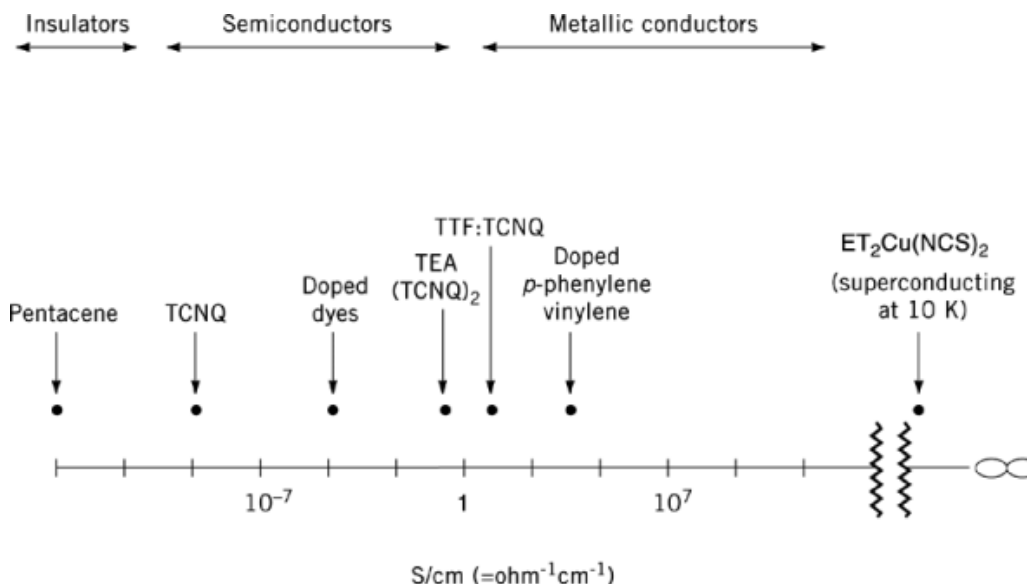 Insulators
Semiconductors
Metallic conductors
TTF:TCNQ
ET₂Cu(NCS)₂
(superconducting
at 10 K)
TEA
(TCNQ)₂
Doped
p-phenylene
vinylene
Doped
dyes
Pentacene
TCNQ
10⁻⁷
1
10⁷
S/cm (=ohm⁻¹cm⁻¹)